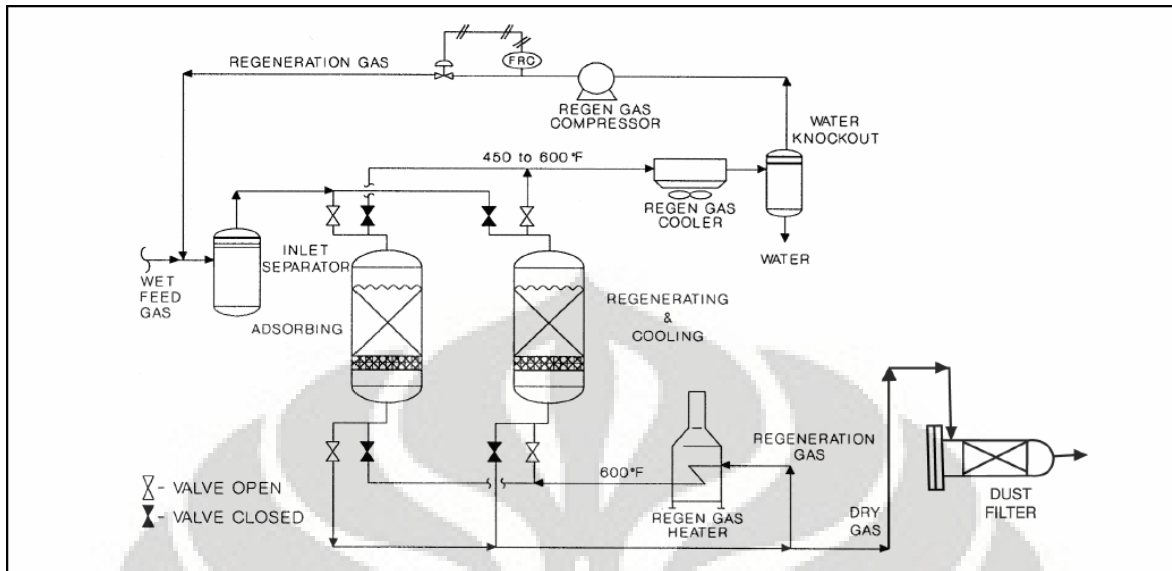 REGENERATION GAS
FRC
REGEN GAS
COMPRESSOR
WATER
KNOCKOUT
450 to 600°F
REGEN GAS
COOLER
WATER
INLET
SEPARATOR
WET
FEED
GAS
ADSORBING
REGENERATING
&
COOLING
REGENERATION
GAS
600°F
REGEN GAS
HEATER
DRY
GAS
DUST
FILTER
- VALVE OPEN
- VALVE CLOSED